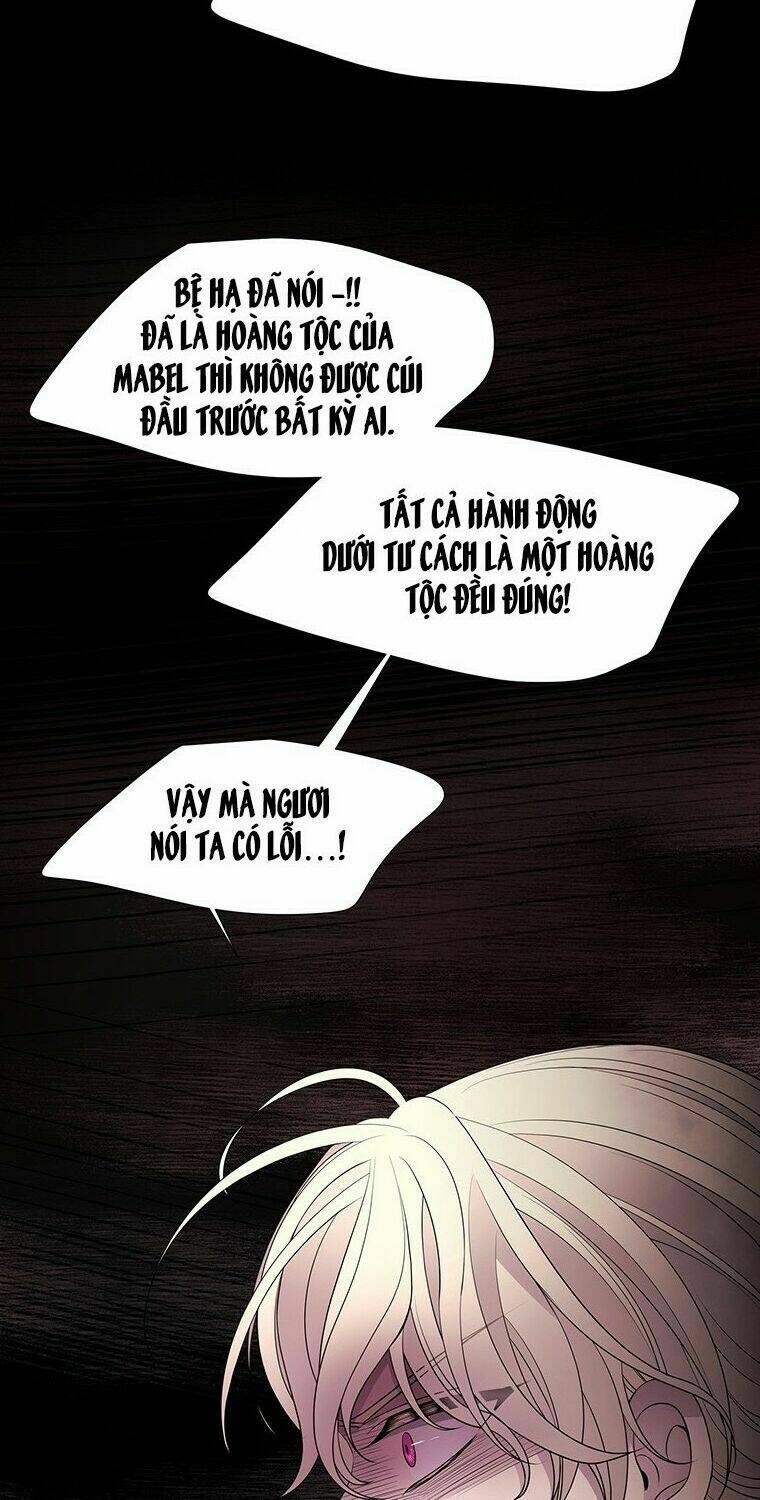 BỆ HẠ ĐÃ NÓI -!!
ĐÃ LÀ HOÀNG TỘC CỦA
MABEL THÌ KHÔNG ĐƯỢC CÚI
ĐẦU TRƯỚC BẤT KỲ AI.
TẤT CẢ HÀNH ĐỘNG
DƯỚI TƯ CÁCH LÀ MỘT HOÀNG
TỘC ĐỀU ĐÚNG!
VẬY MÀ NGƯƠI
NÓI TA CÓ LỖI...!